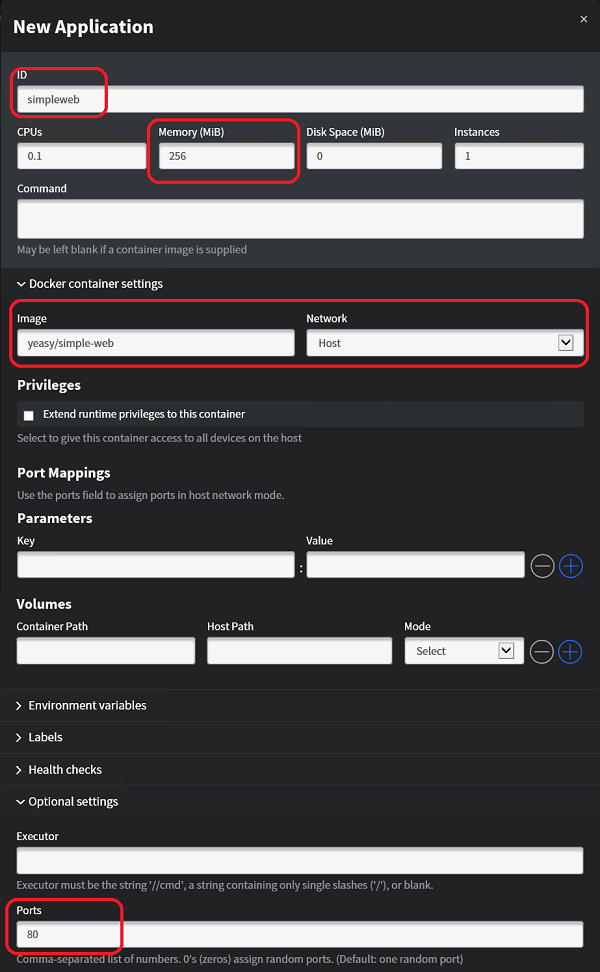 New Application
ID
simpleweb
CPUs Memory (MiB) Disk Space (MiB) Instances
0.1 256 0 1
Command
May be left blank if a container image is supplied
Docker container settings
Image Network
yeasy/simple-web Host
Privileges
Extend runtime privileges to this container
Select to give this container access to all devices on the host
Port Mappings
Use the ports field to assign ports in host network mode.
Parameters
Key Value
:
Volumes
Container Path Host Path Mode
Select
Environment variables
Labels
Health checks
Optional settings
Executor
Executor must be the string '//cmd', a string containing only single slashes ('/'), or blank.
Ports
80
Comma-separated list of numbers. 0's (zeros) assign random ports. (Default: one random port)